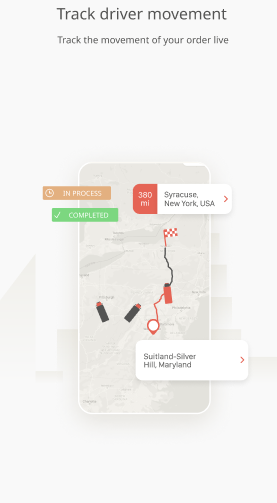 Track driver movement
Track the movement of your order live
IN PROCESS
380
mi
Syracuse,
New York, USA
COMPLETED
Suitland-Silver
Hill, Maryland